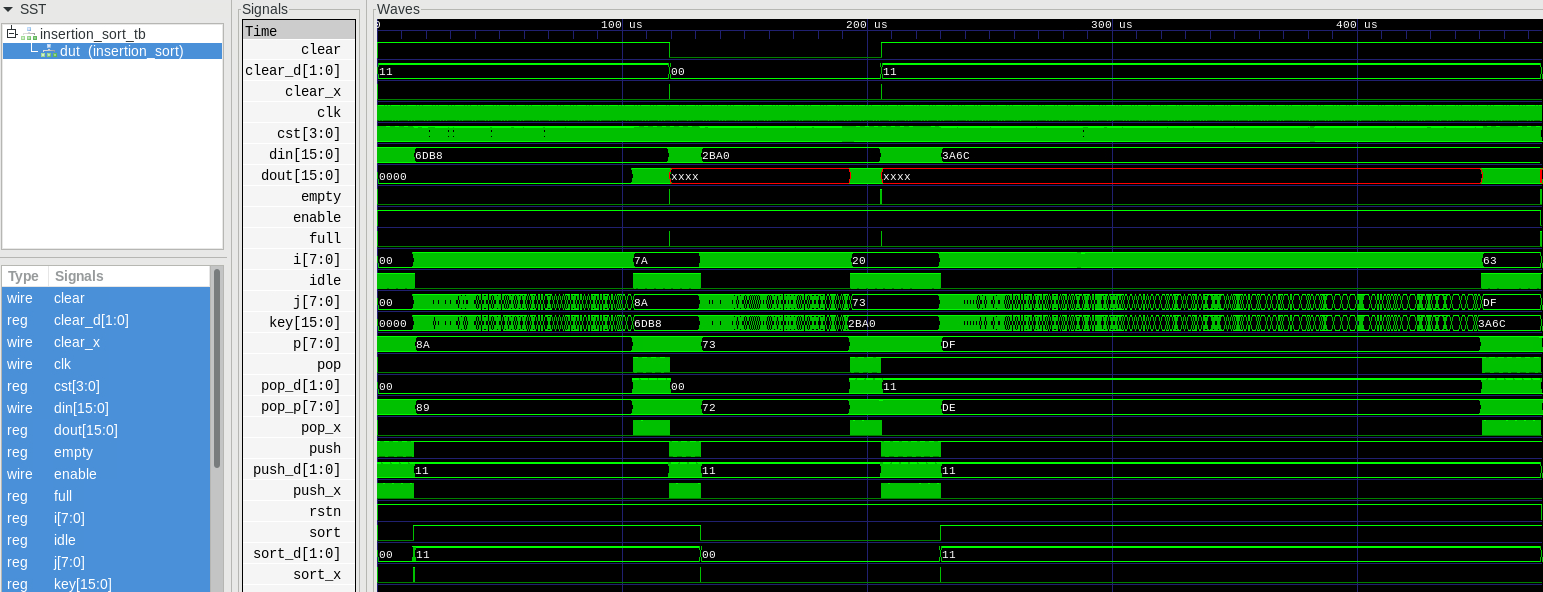 SST
insertion_sort_tb
dut (insertion_sort)
Type Signals
wire clear
reg clear_d[1:0]
wire clear_x
wire clk
reg cst[3:0]
wire din[15:0]
reg dout[15:0]
reg empty
wire enable
reg full
reg i[7:0]
reg idle
reg j[7:0]
reg key[15:0]
Signals
Time
clear
clear_d[1:0]
clear_x
clk
cst[3:0]
din[15:0]
dout[15:0]
empty
enable
full
i[7:0]
idle
j[7:0]
key[15:0]
p[7:0]
pop
pop_d[1:0]
pop_p[7:0]
pop_x
push
push_d[1:0]
push_x
rstn
sort
sort_d[1:0]
sort_x
Waves
0 100 us 200 us 300 us 400 us
11 00 11
6DB8 2BA0 3A6C
0000 xxxx xxxx
00 7A 20 63
00 8A 73 DF
0000 6DB8 2BA0 3A6C
8A 73 DF
00 00 11
89 72 DE
11 11 11
00 11 00 11